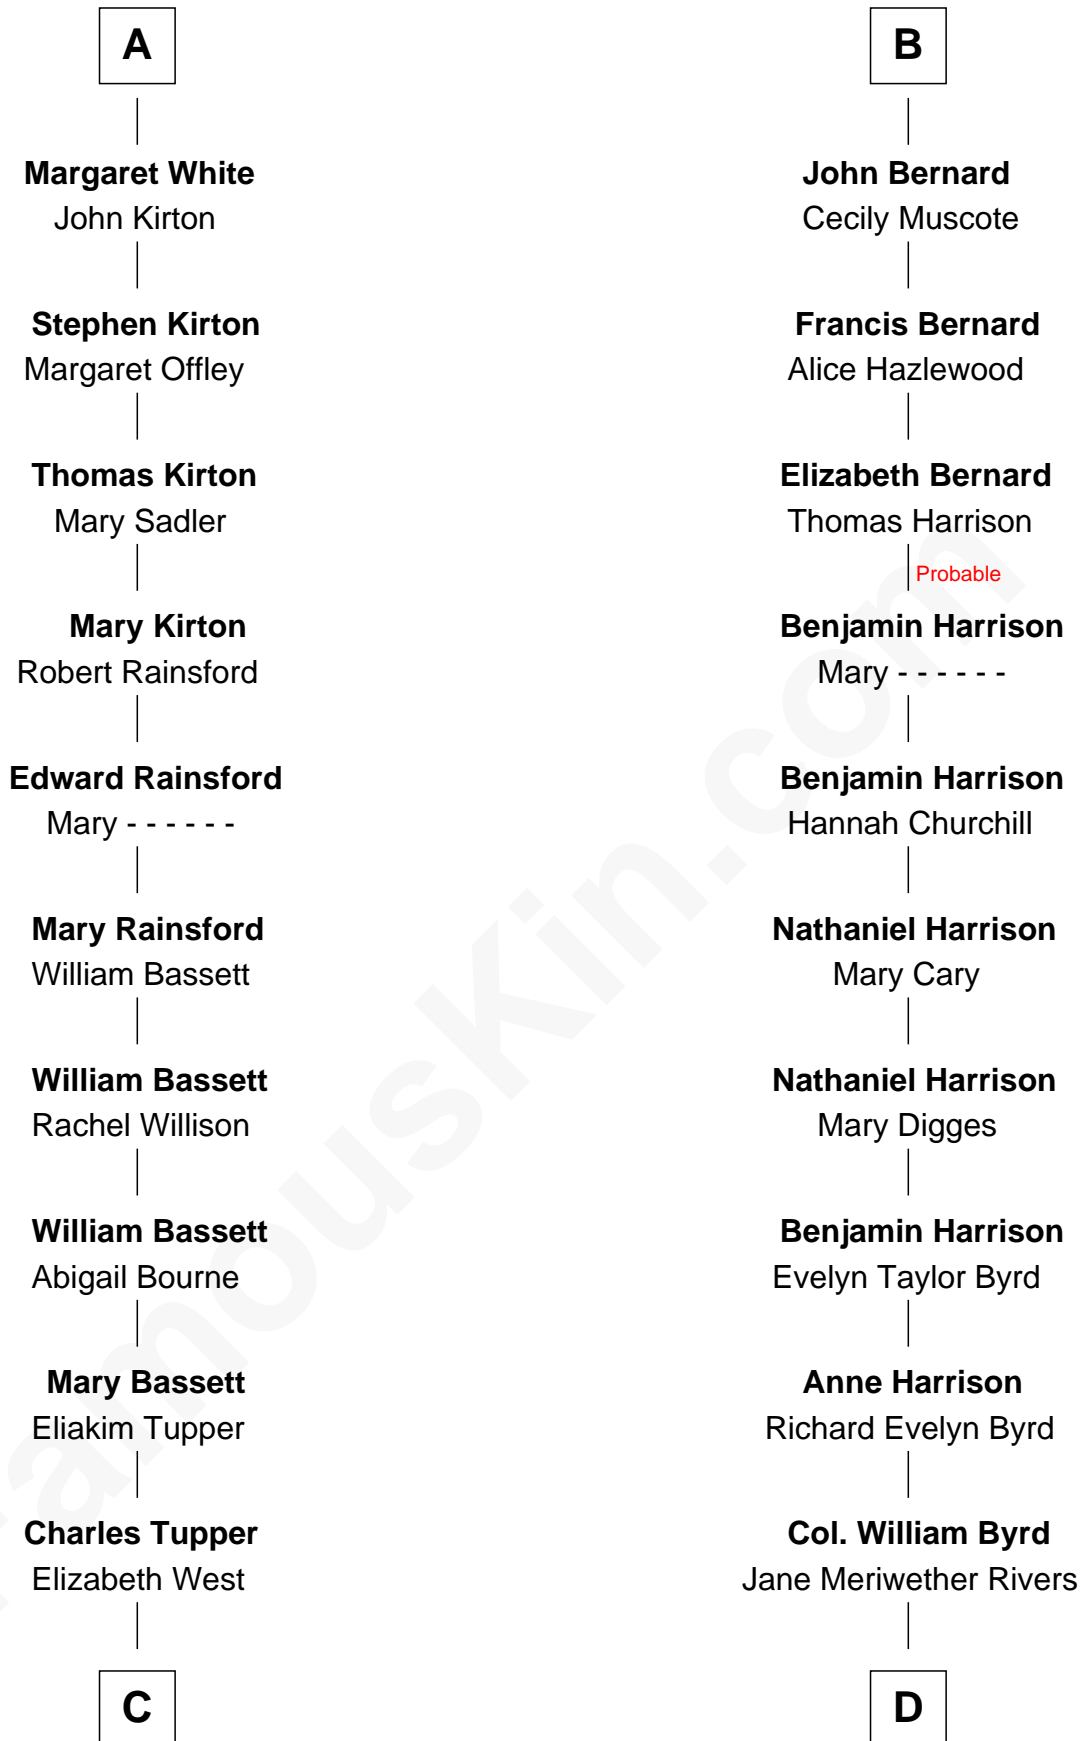 A
Margaret White
John Kirton
Stephen Kirton
Margaret Offley
Thomas Kirton
Mary Sadler
Mary Kirton
Robert Rainsford
Edward Rainsford
Mary - - - - - -
Mary Rainsford
William Bassett
William Bassett
Rachel Willison
William Bassett
Abigail Bourne
Mary Bassett
Eliakim Tupper
Charles Tupper
Elizabeth West
C
B
John Bernard
Cecily Muscote
Francis Bernard
Alice Hazlewood
Elizabeth Bernard
Thomas Harrison
Probable
Benjamin Harrison
Mary - - - - - -
Benjamin Harrison
Hannah Churchill
Nathaniel Harrison
Mary Cary
Nathaniel Harrison
Mary Digges
Benjamin Harrison
Evelyn Taylor Byrd
Anne Harrison
Richard Evelyn Byrd
Col. William Byrd
Jane Meriwether Rivers
D
FamousKin.com